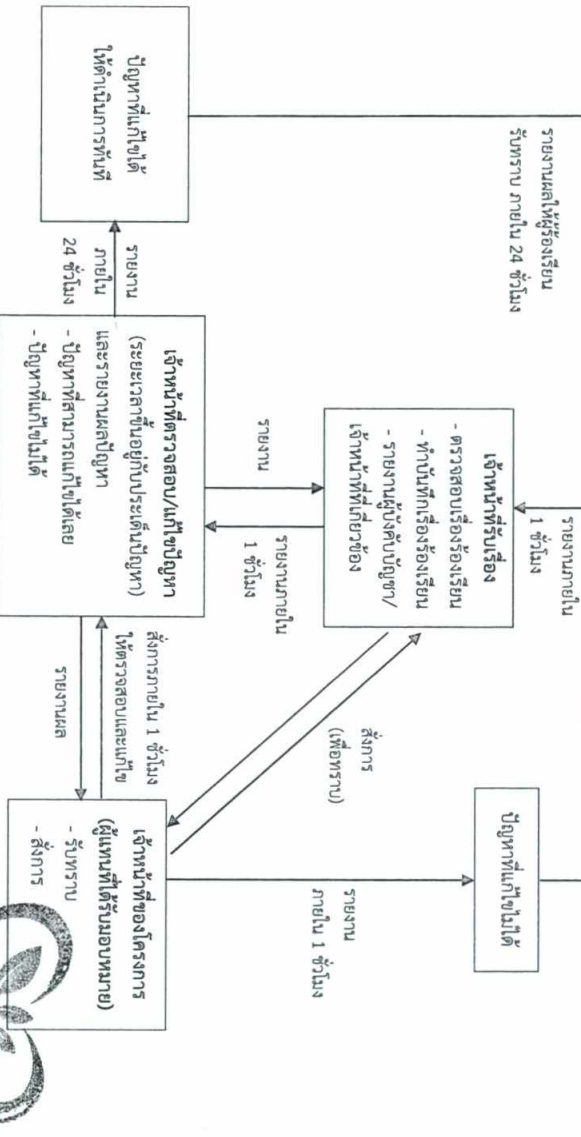 รายงานผลให้ผู้ร้องเรียน
รับทราบ ภายใน 24 ชั่วโมง
รายงานภายใน
1 ชั่วโมง
ปัญหาที่แก้ไขได้
ให้ดำเนินการทันที
รายงาน
ภายใน
24 ชั่วโมง
เจ้าหน้าที่รับเรื่อง
- ตรวจสอบเรื่องร้องเรียน
- ทำบันทึกเรื่องร้องเรียน
- รายงานผู้บังคับบัญชา/
เจ้าหน้าที่ที่เกี่ยวข้อง
ปัญหาที่แก้ไขไม่ได้
รายงาน
รายงานภายใน
1 ชั่วโมง
สั่งการ
(เพื่อทราบ)
รายงาน
ภายใน 1 ชั่วโมง
เจ้าหน้าที่ตรวจสอบ/แก้ไขปัญหา
(ระยะเวลาขึ้นอยู่กับประเด็นปัญหา)
และรายงานผลปัญหา
- ปัญหาที่สามารถแก้ไขได้เลย
- ปัญหาที่แก้ไขไม่ได้
สั่งการภายใน 1 ชั่วโมง
ให้ตรวจสอบและแก้ไข
รายงานผล
เจ้าหน้าที่ของโครงการ
(ผู้แทนที่ได้รับมอบหมาย)
- รับทราบ
- สั่งการ